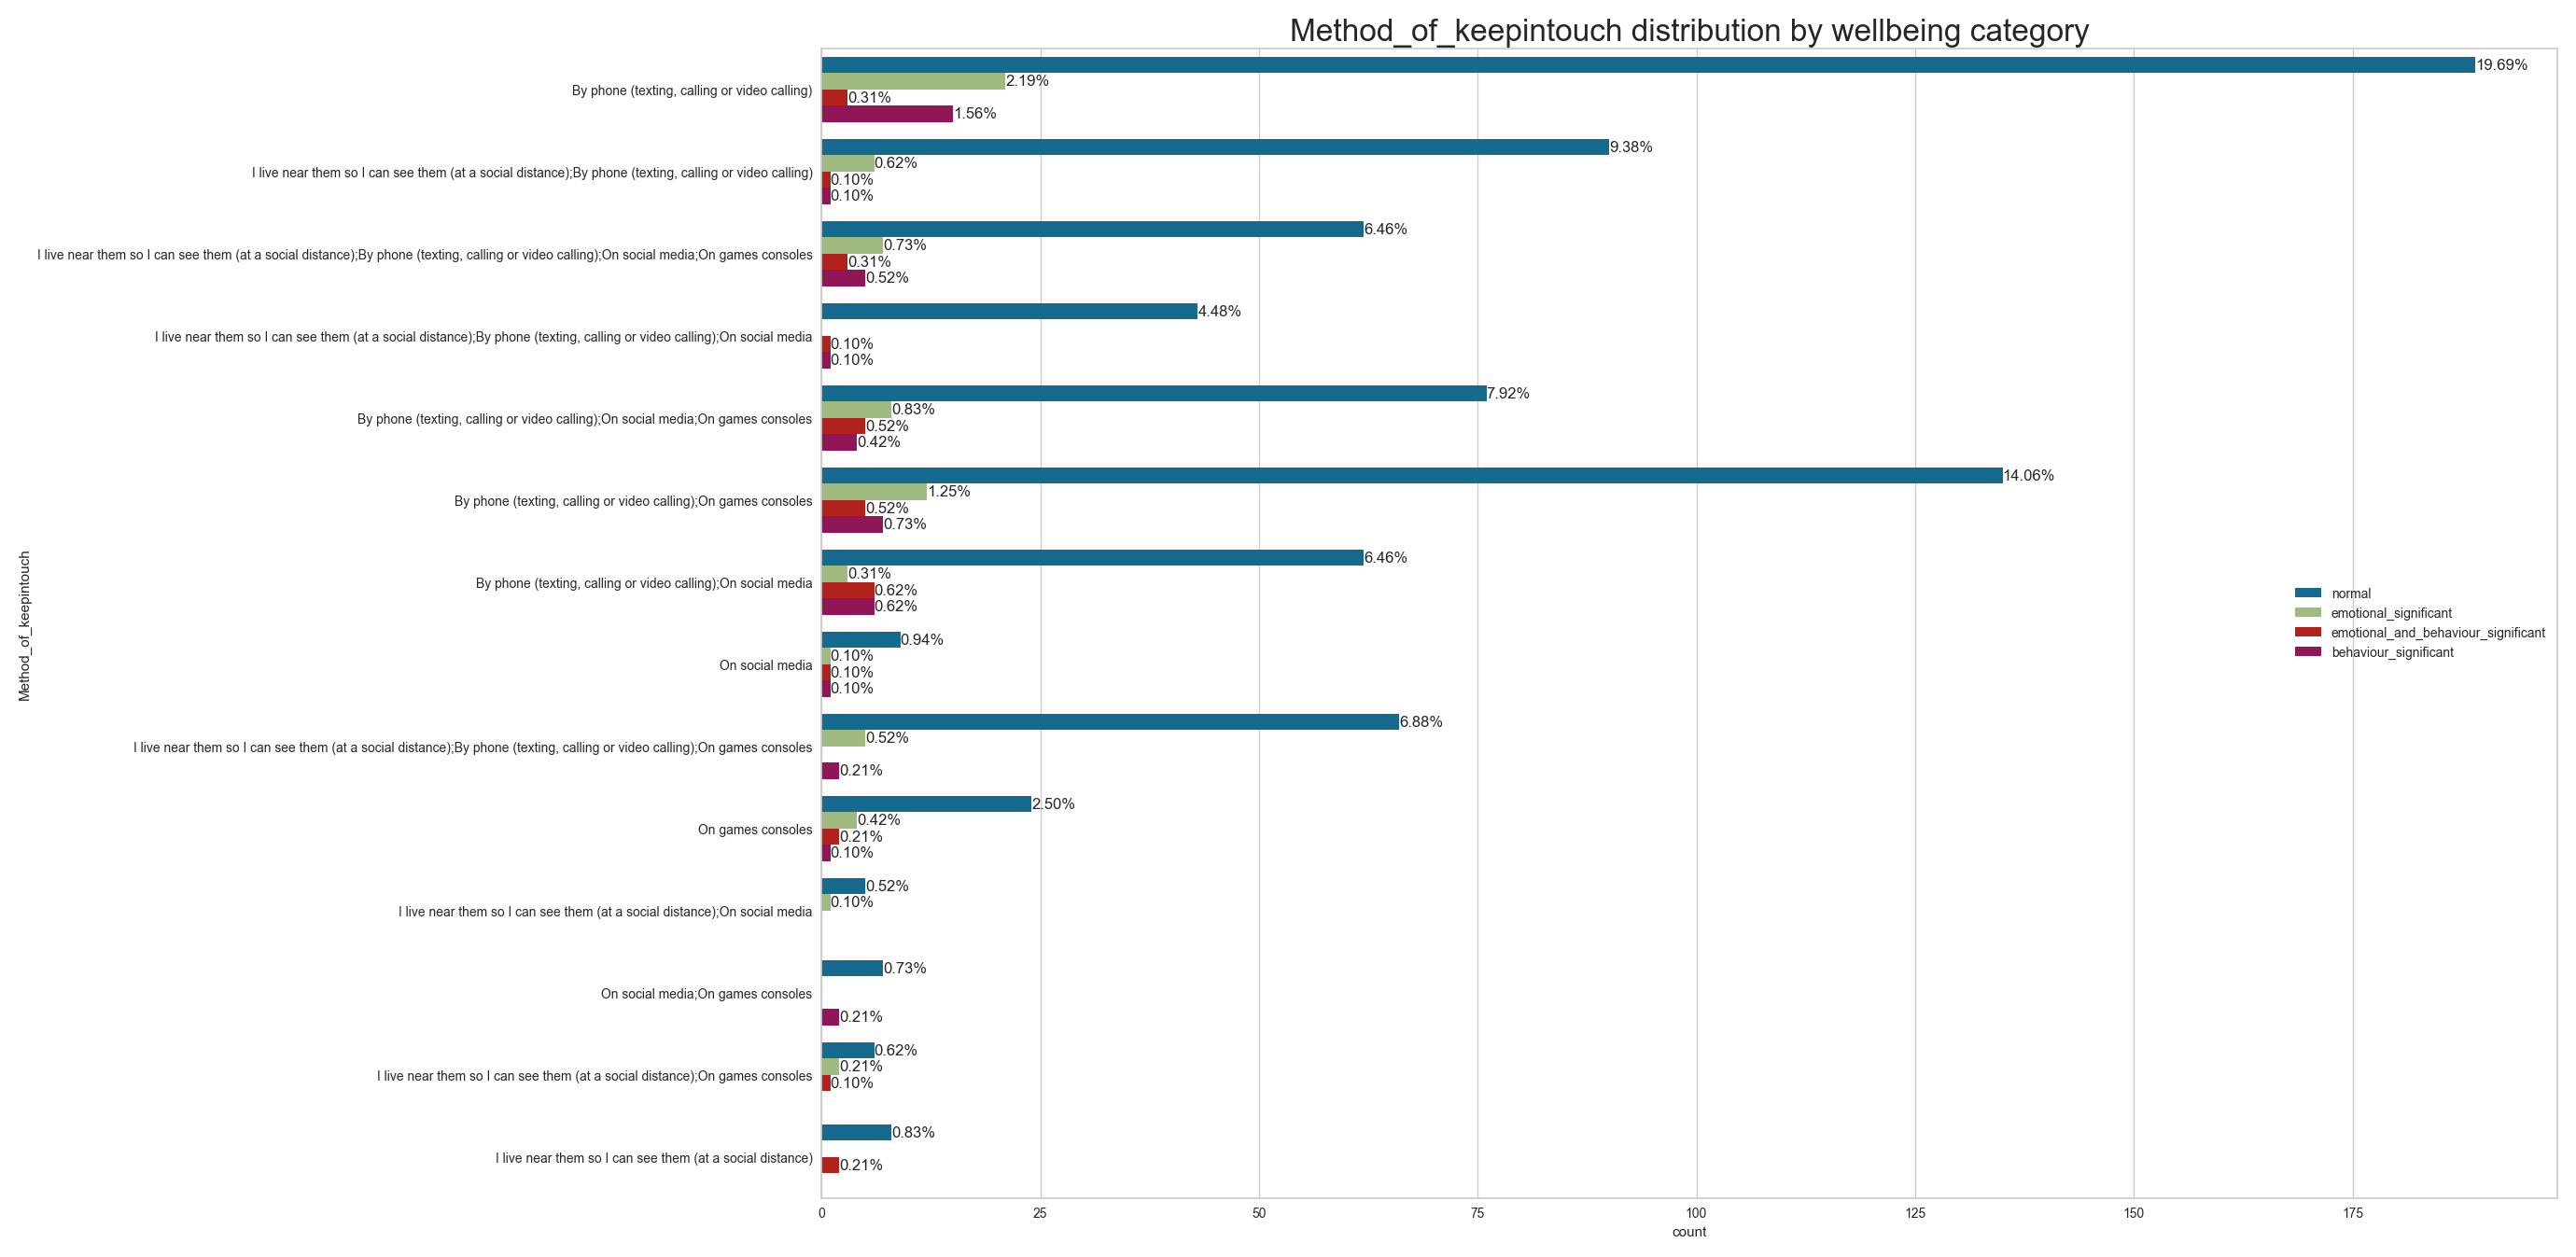 Method_of_keepintouch distribution by wellbeing category
By phone (texting, calling or video calling)
19.69%
2.19%
0.31%
1.56%
I live near them so I can see them (at a social distance);By phone (texting, calling or video calling)
9.38%
0.62%
0.10%
0.10%
I live near them so I can see them (at a social distance);By phone (texting, calling or video calling);On social media;On games consoles
6.46%
0.73%
0.31%
0.52%
I live near them so I can see them (at a social distance);By phone (texting, calling or video calling);On social media
4.48%
0.10%
0.10%
By phone (texting, calling or video calling);On social media;On games consoles
7.92%
0.83%
0.52%
0.42%
By phone (texting, calling or video calling);On games consoles
14.06%
1.25%
0.52%
0.73%
By phone (texting, calling or video calling);On social media
6.46%
0.31%
0.62%
0.62%
On social media
0.94%
0.10%
0.10%
0.10%
I live near them so I can see them (at a social distance);By phone (texting, calling or video calling);On games consoles
6.88%
0.52%
0.21%
On games consoles
2.50%
0.42%
0.21%
0.10%
I live near them so I can see them (at a social distance);On social media
0.52%
0.10%
On social media;On games consoles
0.73%
0.21%
I live near them so I can see them (at a social distance);On games consoles
0.62%
0.21%
0.10%
I live near them so I can see them (at a social distance)
0.83%
0.21%
Method_of_keepintouch
normal
emotional_significant
emotional_and_behaviour_significant
behaviour_significant
0 25 50 75 100 125 150 175
count